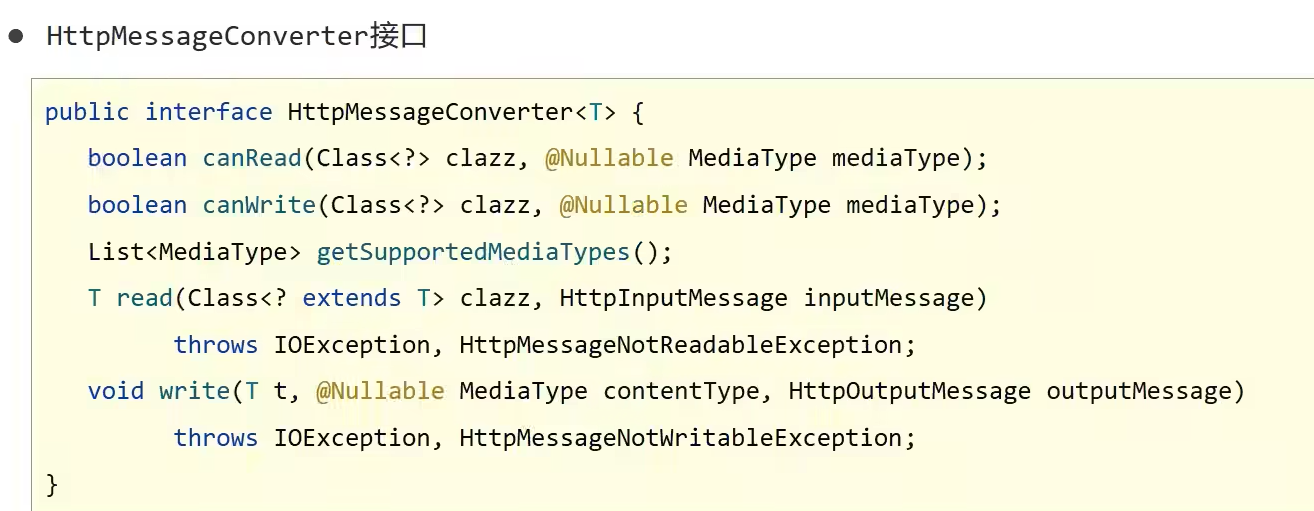 ● HttpMessageConverter接口
public interface HttpMessageConverter<T> {
boolean canRead(Class<?> clazz, @Nullable MediaType mediaType);
boolean canWrite(Class<?> clazz, @Nullable MediaType mediaType);
List<MediaType> getSupportedMediaTypes();
T read(Class<? extends T> clazz, HttpInputMessage inputMessage)
throws IOException, HttpMessageNotReadableException;
void write(T t, @Nullable MediaType contentType, HttpOutputMessage outputMessage)
throws IOException, HttpMessageNotWritableException;
}